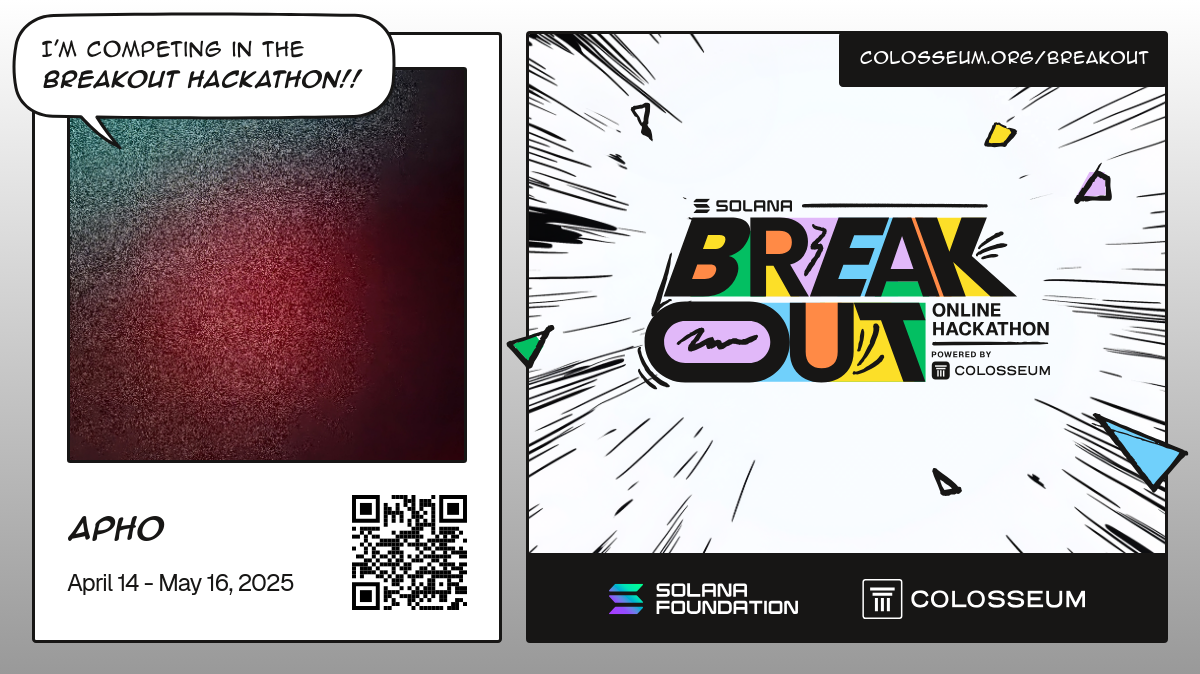 I'M COMPETING IN THE
BREAKOUT HACKATHON!!
APHO
April 14 - May 16, 2025
COLOSSEUM.ORG/BREAKOUT
SOLANA
BREAK
OUT
ONLINE
HACKATHON
POWERED BY
COLOSSEUM
SOLANA
FOUNDATION
COLOSSEUM